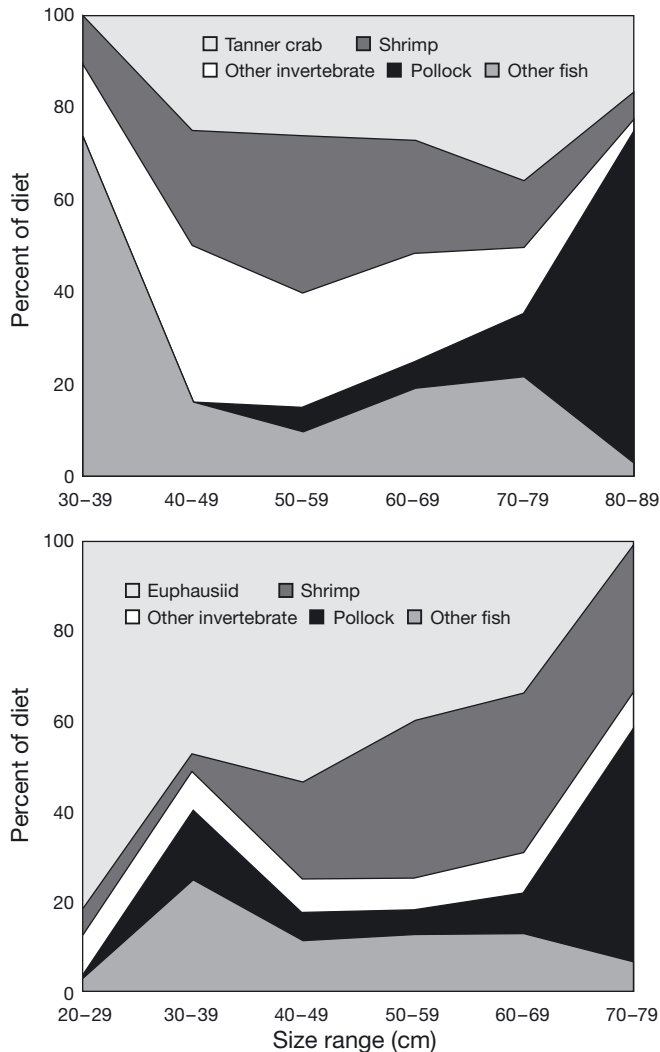 100
80
60
40
20
0
Percent of diet
Tanner crab Shrimp
Other invertebrate Pollock Other fish
30–39 40–49 50–59 60–69 70–79 80–89
100
80
60
40
20
0
Percent of diet
Euphausiid Shrimp
Other invertebrate Pollock Other fish
20–29 30–39 40–49 50–59 60–69 70–79
Size range (cm)